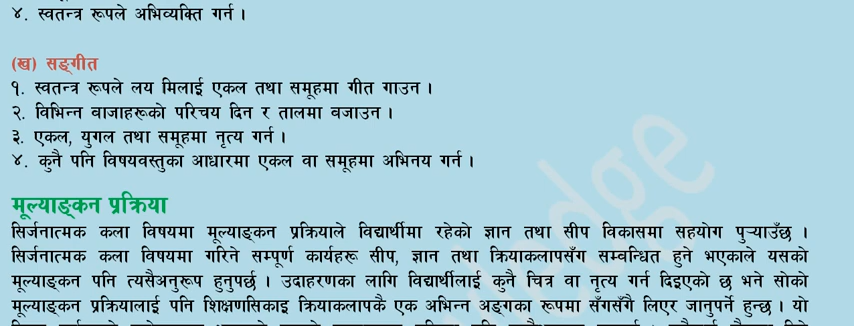 ४. स्वतन्त्र रूपले अभिव्यक्ति गर्न ।
(ख) सङ्गीत
१. स्वतन्त्र रूपले लय मिलाई एकल तथा समूहमा गीत गाउन ।
२. विभिन्न बाजाहरूको परिचय दिन र तालमा बजाउन ।
३. एकल, युगल तथा समूहमा नृत्य गर्न ।
४. कुनै पनि विषयवस्तुका आधारमा एकल वा समूहमा अभिनय गर्न ।
मूल्याङ्कन प्रक्रिया
सिर्जनात्मक कला विषयमा मूल्याङ्कन प्रक्रियाले विद्यार्थीमा रहेको ज्ञान तथा सीप विकासमा सहयोग पुऱ्याउँछ ।
सिर्जनात्मक कला विषयमा गरिने सम्पूर्ण कार्यहरू सीप, ज्ञान तथा क्रियाकलापसँग सम्बन्धित हुने भएकाले यसको
मूल्याङ्कन पनि त्यसैअनुरूप हुनुपर्छ । उदाहरणका लागि विद्यार्थीलाई कुनै चित्र वा नृत्य गर्न दिइएको छ भने सोको
मूल्याङ्कन प्रक्रियालाई पनि शिक्षणसिकाइ क्रियाकलापकै एक अभिन्न अङ्गका रूपमा सँगसँगै लिएर जानुपर्ने हुन्छ । यो